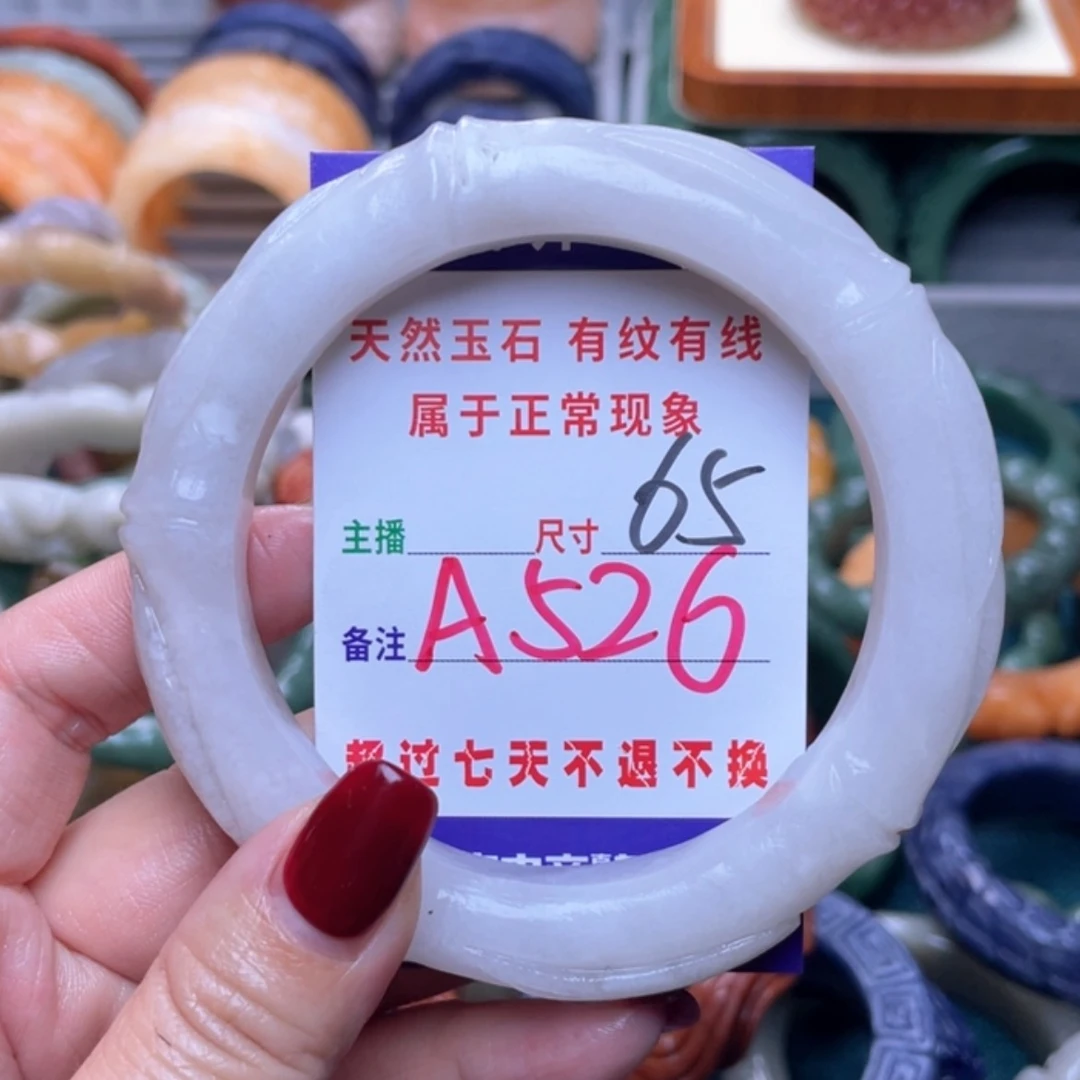 天然玉石 有纹有线
属于正常现象
主播 尺寸 65
备注 A526
超过七天不退不换